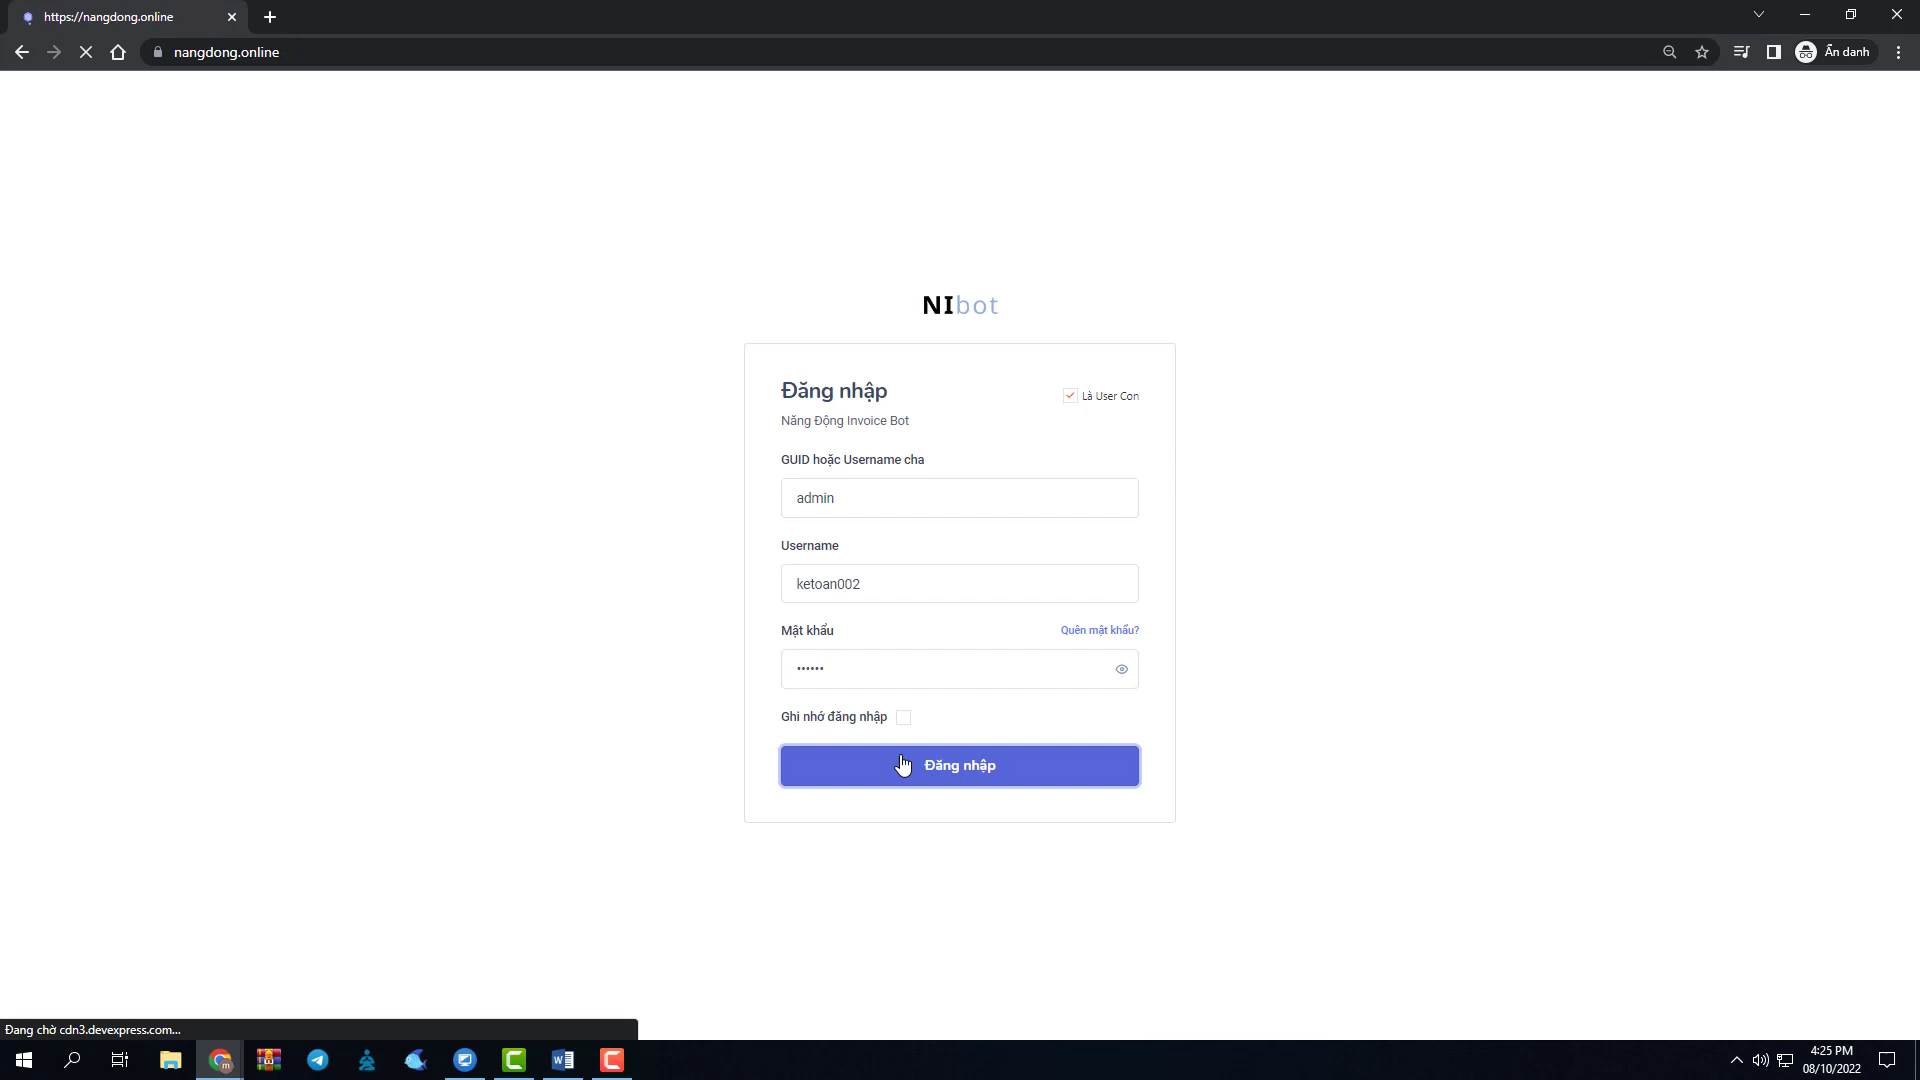 https://nangdong.online
nangdong.online
Ẩn danh
NIbot
Đăng nhập
Là User Con
Năng Động Invoice Bot
GUID hoặc Username cha
admin
Username
ketoan002
Mật khẩu
Quên mật khẩu?
••••••
Ghi nhớ đăng nhập
Đăng nhập
Đang chờ cdn3.devexpress.com...
4:25 PM
08/10/2022